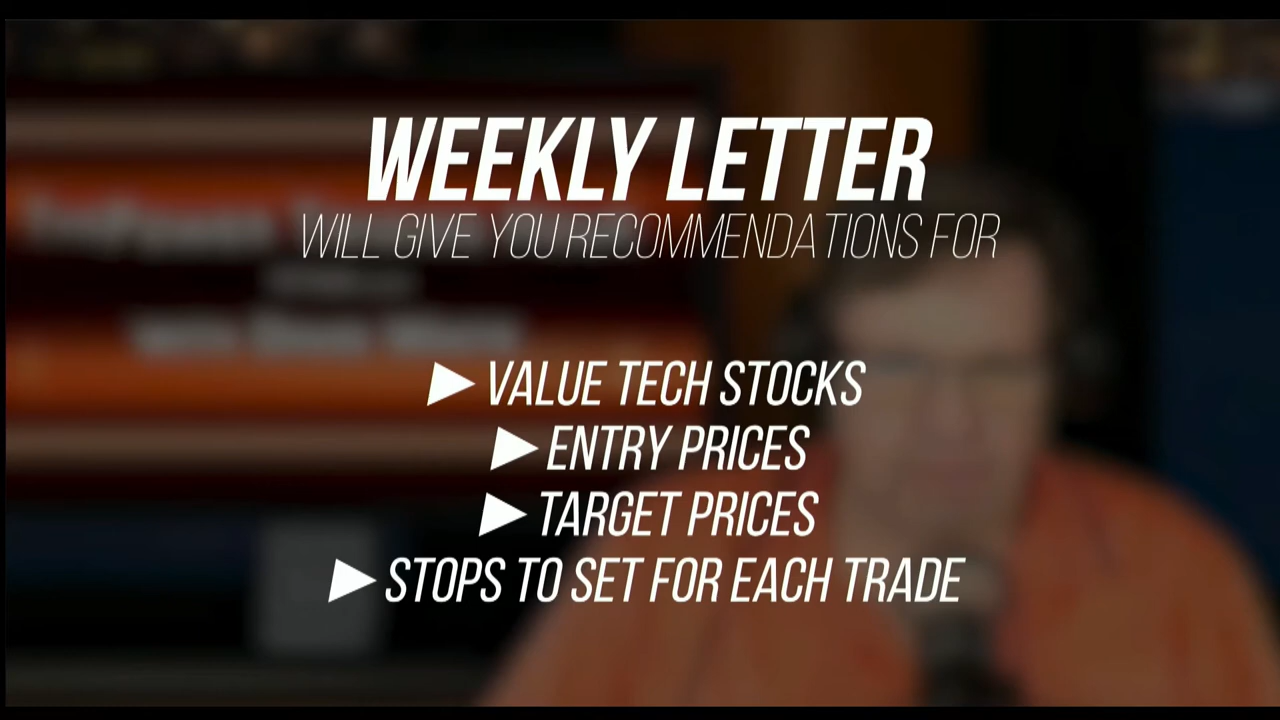 WEEKLY LETTER
WILL GIVE YOU RECOMMENDATIONS FOR
▶ VALUE TECH STOCKS
▶ ENTRY PRICES
▶ TARGET PRICES
▶ STOPS TO SET FOR EACH TRADE